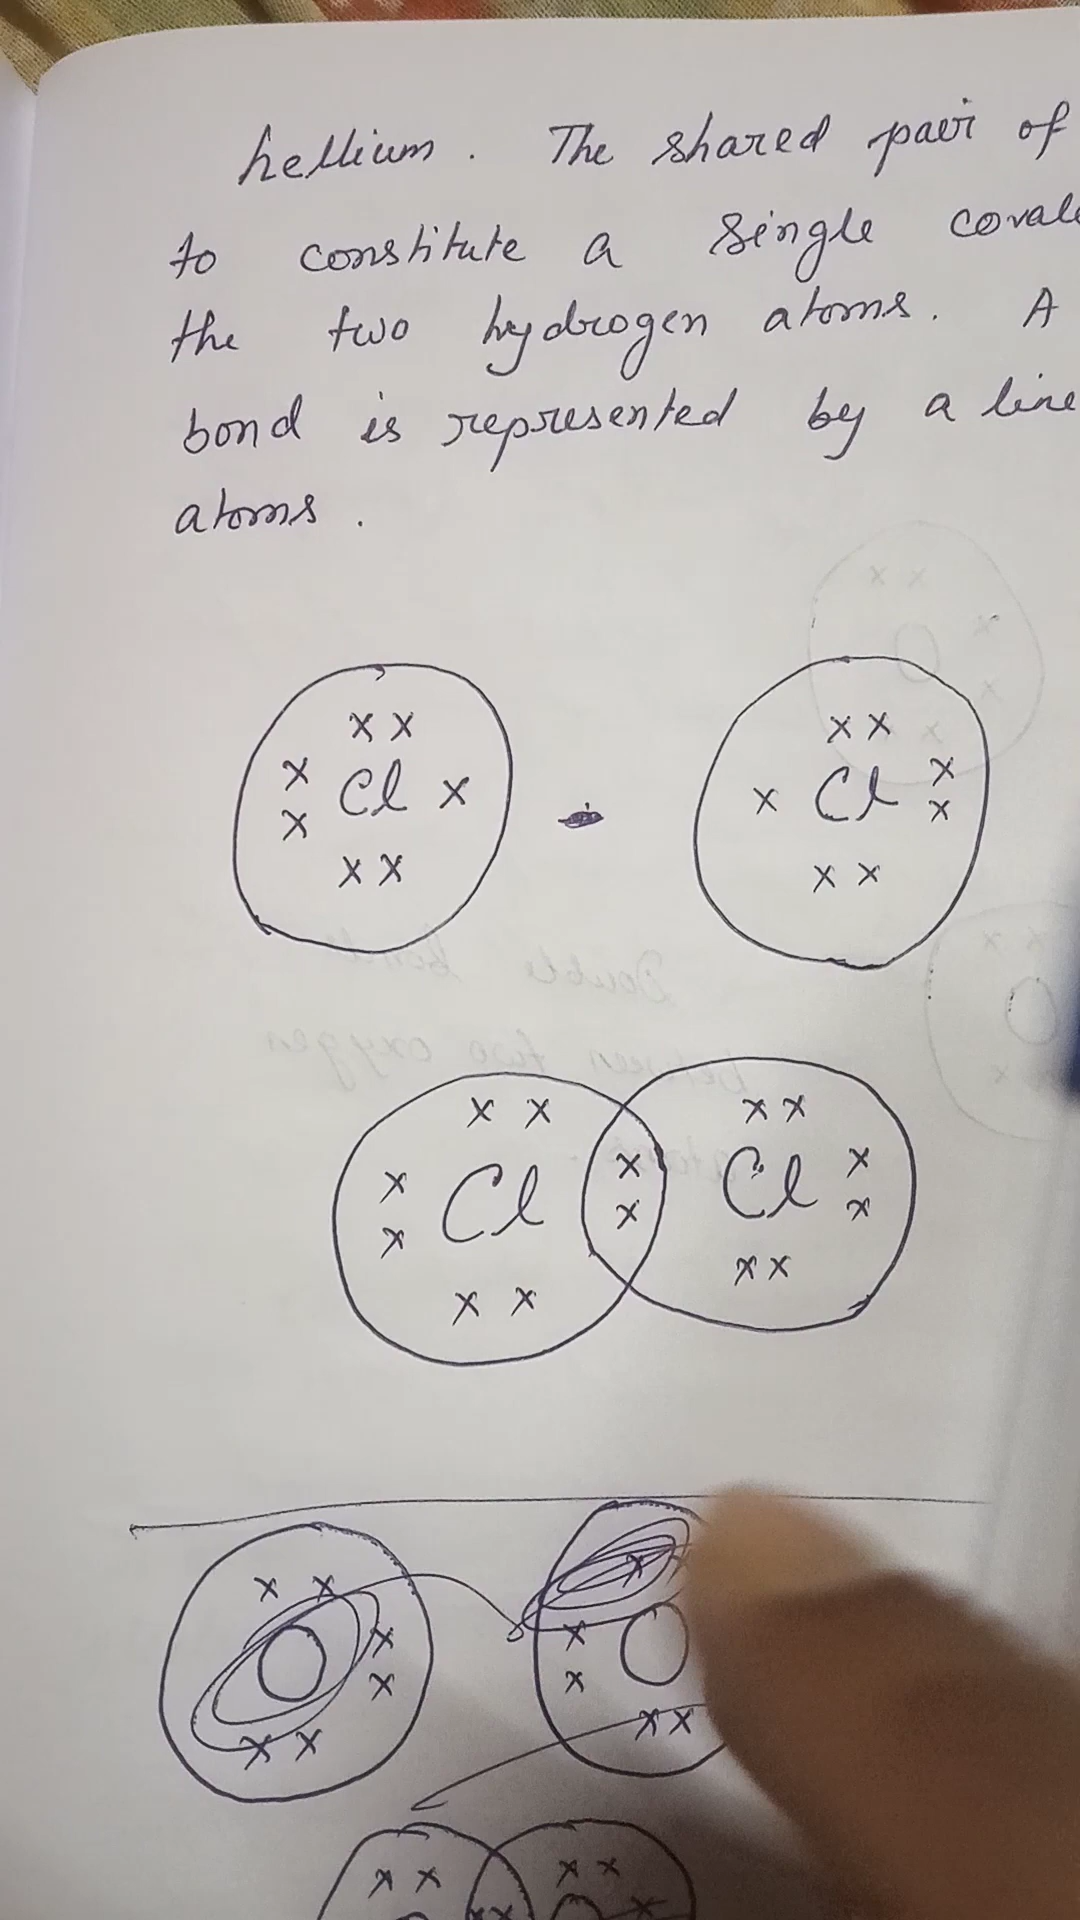 hellium. The shared pair of
to constitute a single coval
the two hydrogen atoms. A
bond is represented by a line
atoms.
x x
x Cl x
x
x x
x x
x Cl x
x
x x
x x
x Cl
x
x x
x
x
x x
Cl x
x
x x
x x
O x
x
x x
x
x O
x
x x
x x
x x
x
x x